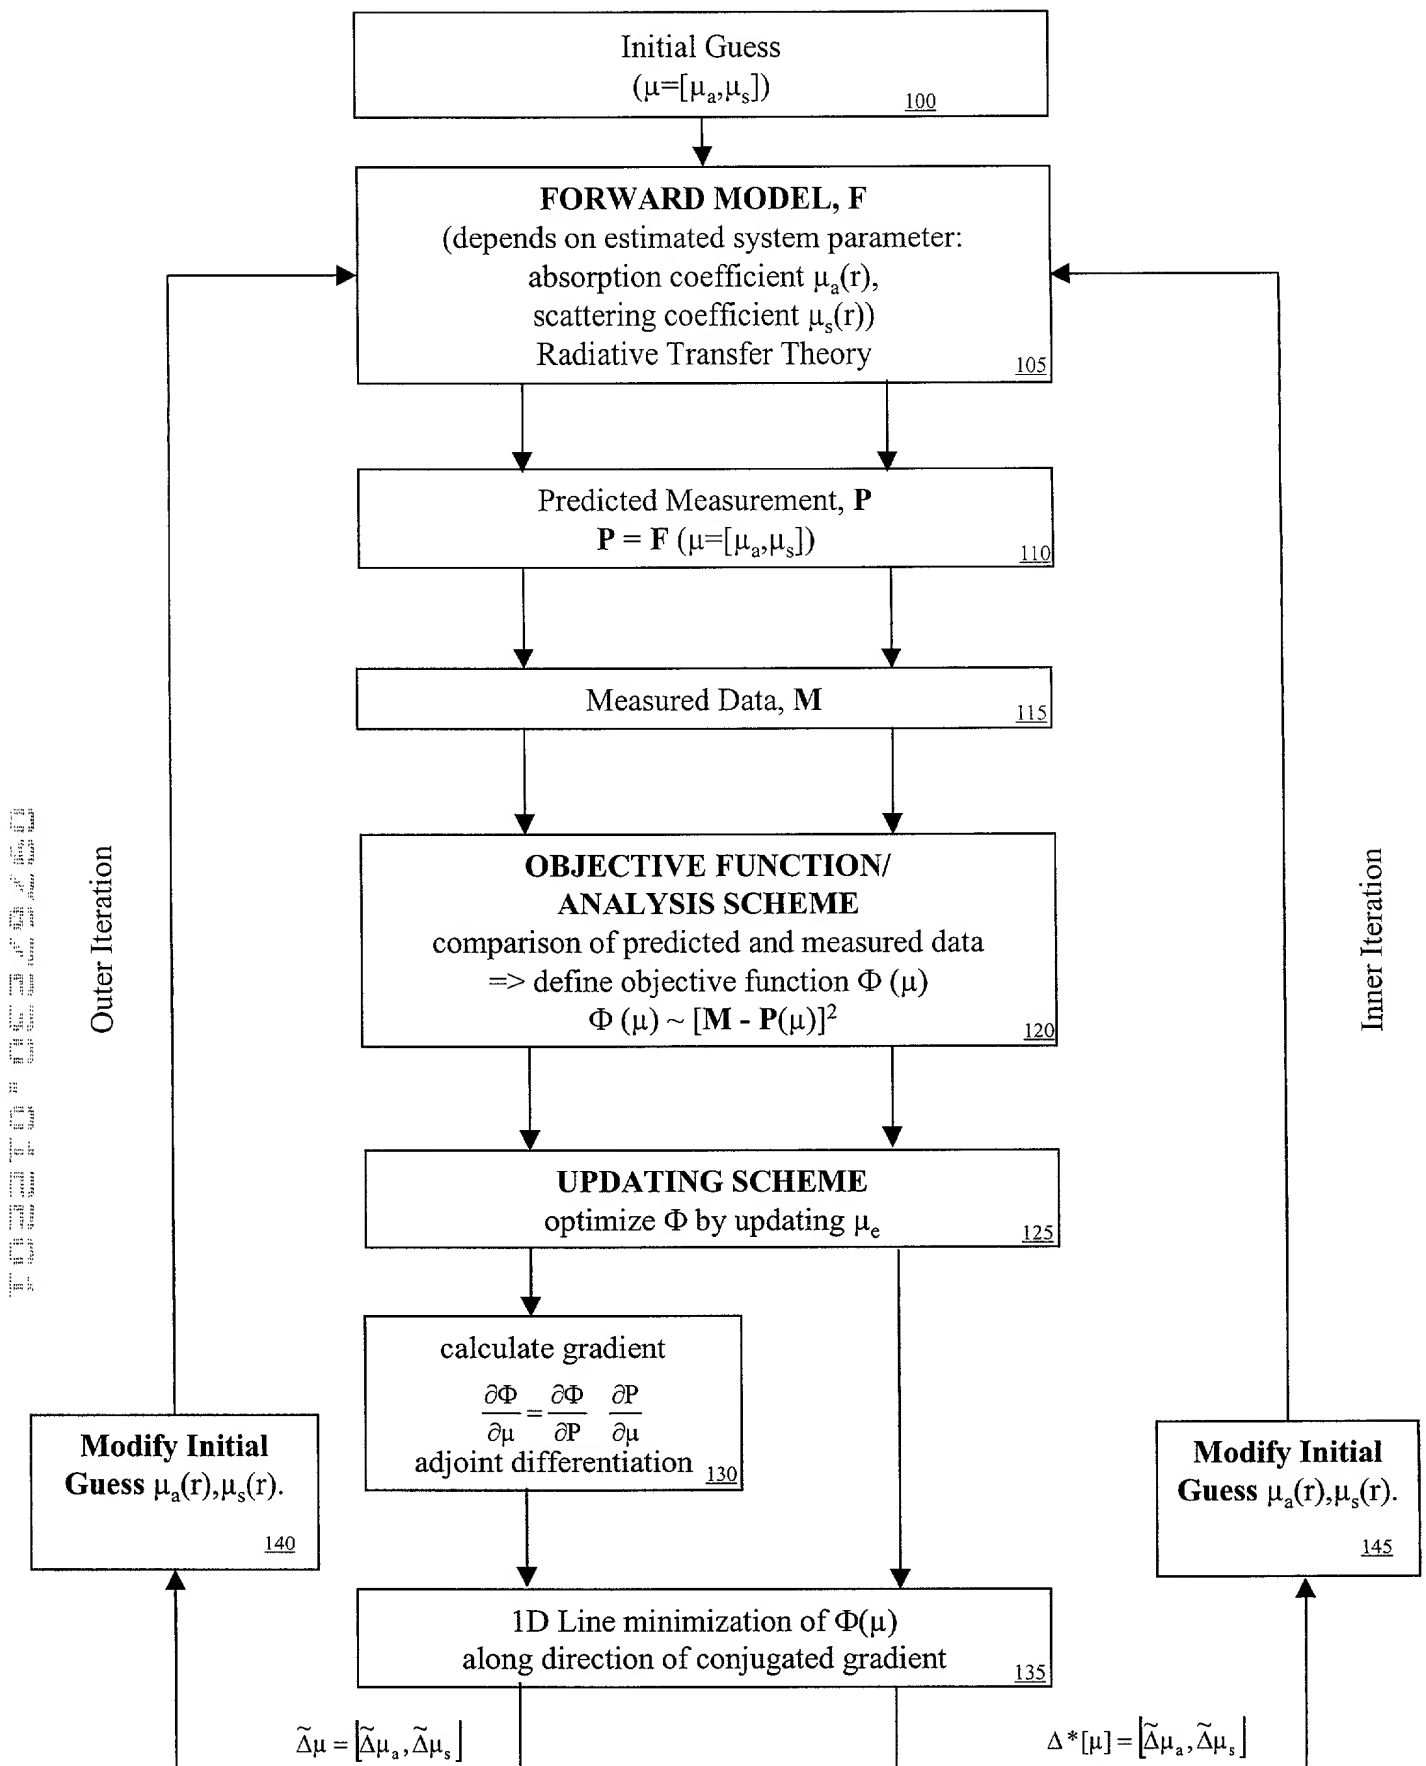 Initial Guess
(μ=[μa,μs])
100
FORWARD MODEL, F
(depends on estimated system parameter:
absorption coefficient μa(r),
scattering coefficient μs(r))
Radiative Transfer Theory
105
Predicted Measurement, P
P = F (μ=[μa,μs])
110
Measured Data, M
115
OBJECTIVE FUNCTION/
ANALYSIS SCHEME
comparison of predicted and measured data
=> define objective function Φ (μ)
Φ (μ) ~ [M - P(μ)]²
120
Outer Iteration
Inner Iteration
UPDATING SCHEME
optimize Φ by updating μe
125
calculate gradient
∂Φ/∂μ = ∂Φ/∂P ∂P/∂μ
adjoint differentiation
130
Modify Initial
Guess μa(r),μs(r).
140
Modify Initial
Guess μa(r),μs(r).
145
1D Line minimization of Φ(μ)
along direction of conjugated gradient
135
Δ̃μ = ⌊Δ̃μa, Δ̃μs⌋
Δ*[μ] = ⌊Δ̃μa, Δ̃μs⌋